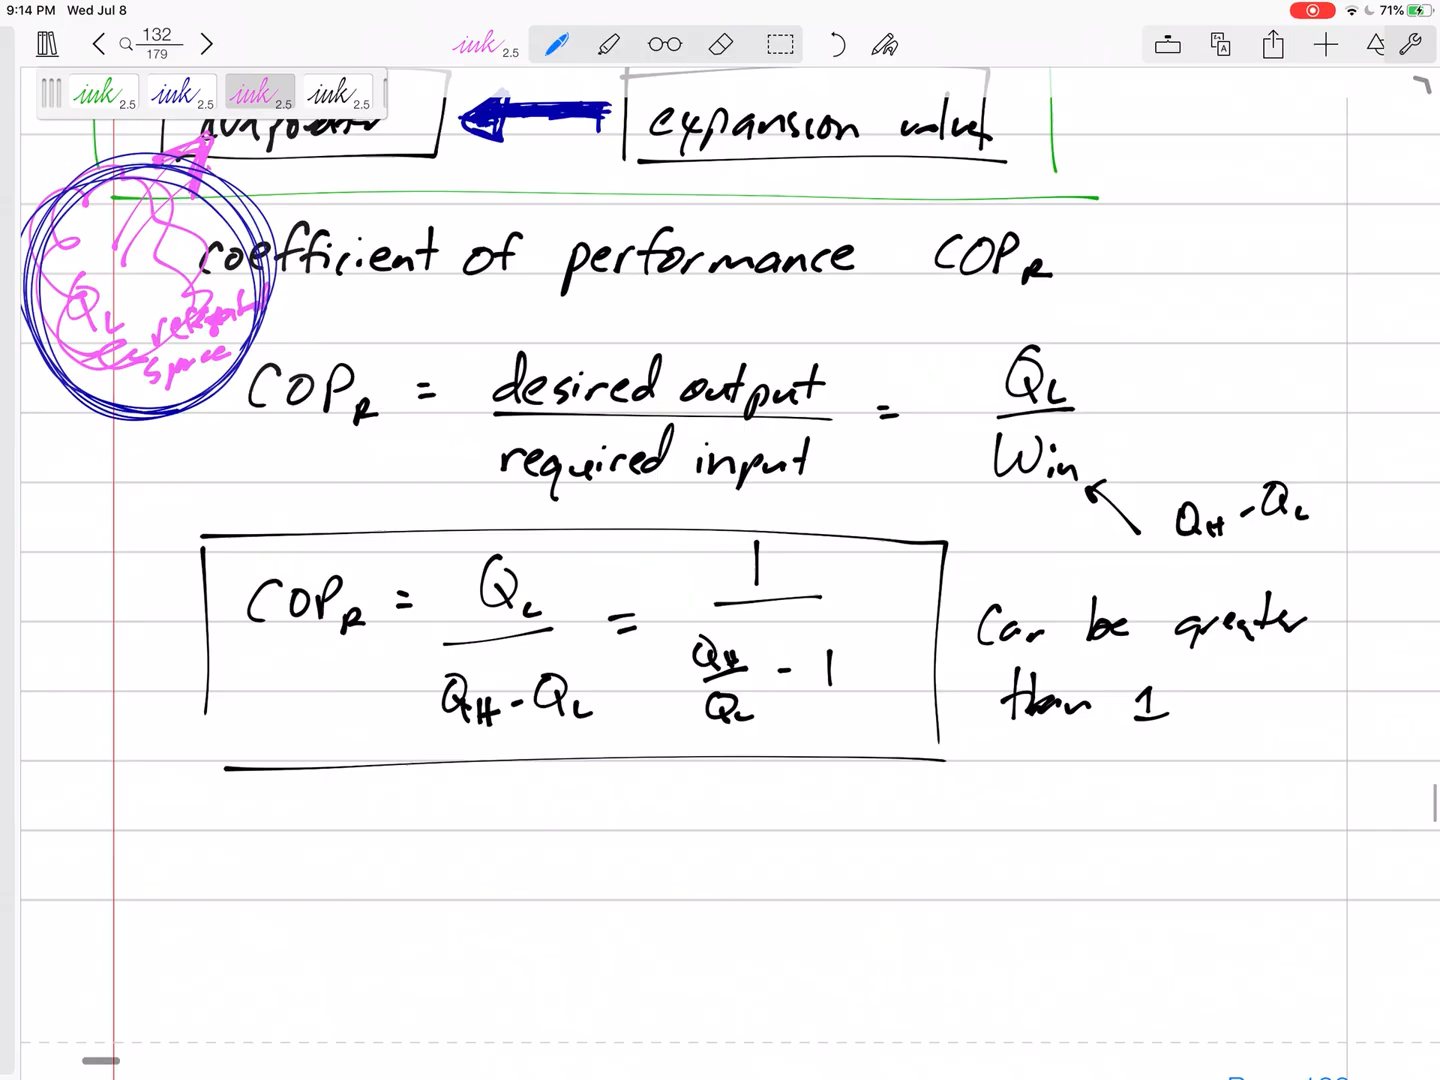 9:14 PM Wed Jul 8
71%
132
179
ink 2.5
ink 2.5 ink 2.5 ink 2.5 ink 2.5
expansion valve
coefficient of performance COP_R
Q_L
space
COP_R = desired output / required input = Q_L / Win
Q_H - Q_L
COP_R = Q_L / Q_H - Q_L = 1 / Q_H / Q_L - 1
Can be greater
than 1